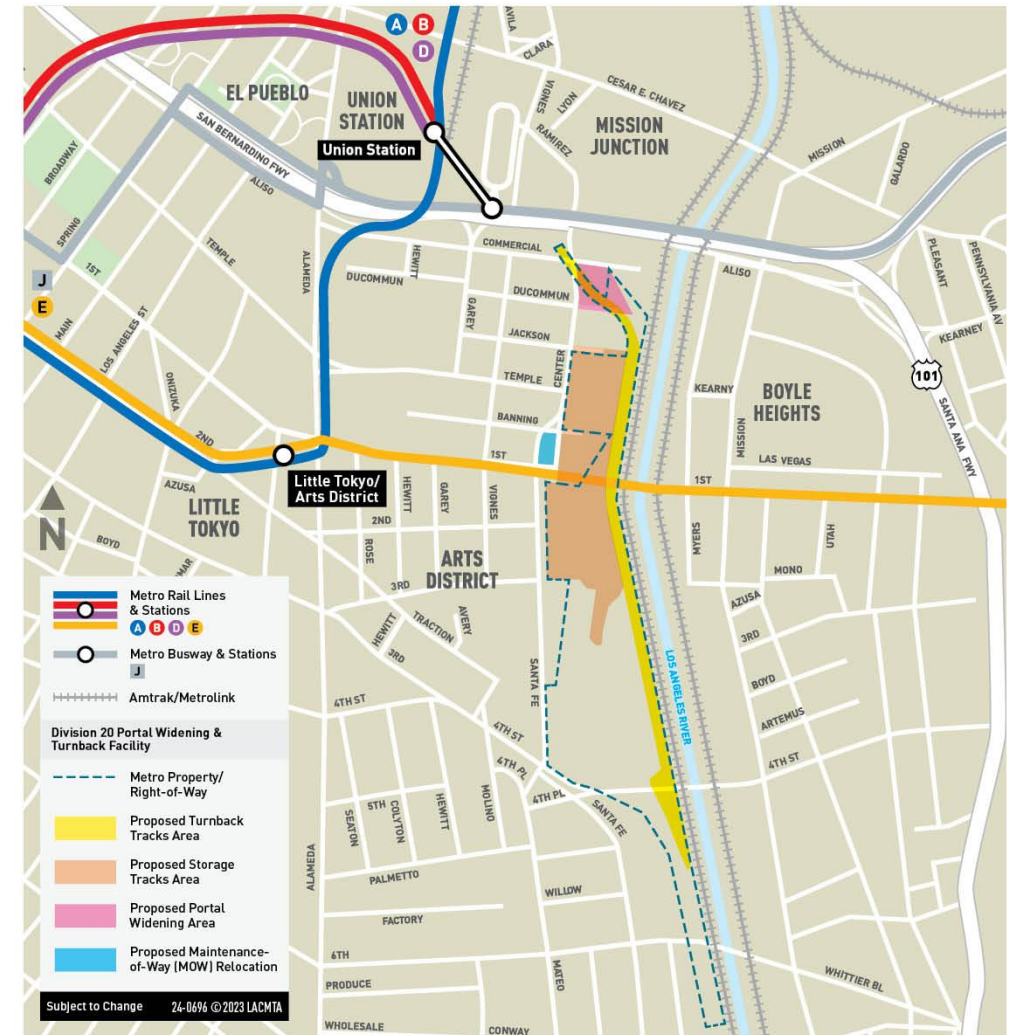 A B
D
AVILA
CLARA
VIGNES
LYON
CESAR E. CHAVEZ
EL PUEBLO
UNION
STATION
MISSION
JUNCTION
RAMIREZ
Union Station
MISSION
GALARDO
BROADWAY
SAN BERNARDINO FWY
ALISO
SPRING
TEMPLE
ALAMEDA
HEWITT
COMMERCIAL
ALISO
PLEASANT
PENNSYLVANIA AV
1ST
DUCOMMUN
DUCOMMUN
GAREY
J
E
MAIN
LOS ANGELES ST
JACKSON
CENTER
KEARNEY
TEMPLE
KEARNY
BOYLE
HEIGHTS
101
ONIZUKA
BANNING
MISSION
SANTA ANA FWY
2ND
1ST
LAS VEGAS
AZUSA
Little Tokyo/
Arts District
1ST
LITTLE
TOKYO
HEWITT
GAREY
VIGNES
N
2ND
MYERS
UTAH
BOYD
ROSE
ARTS
DISTRICT
MONO
3RD
AZUSA
AVERY
TRACTION
HEWITT
3RD
3RD
SANTA FE
LOS ANGELES RIVER
BOYD
4TH ST
ARTEMUS
4TH ST
4TH ST
4TH PL
4TH PL
SANTA FE
SEATON
5TH
COLYTON
HEWITT
MOLINO
ALAMEDA
PALMETTO
WILLOW
FACTORY
6TH
MATEO
WHITTIER BL
PRODUCE
WHOLESALE
CONWAY
Metro Rail Lines
& Stations
A B D E
Metro Busway & Stations
J
Amtrak/Metrolink
Division 20 Portal Widening &
Turnback Facility
Metro Property/
Right-of-Way
Proposed Turnback
Tracks Area
Proposed Storage
Tracks Area
Proposed Portal
Widening Area
Proposed Maintenance-
of-Way (MOW) Relocation
Subject to Change 24-0696 ©2023 LACMTA